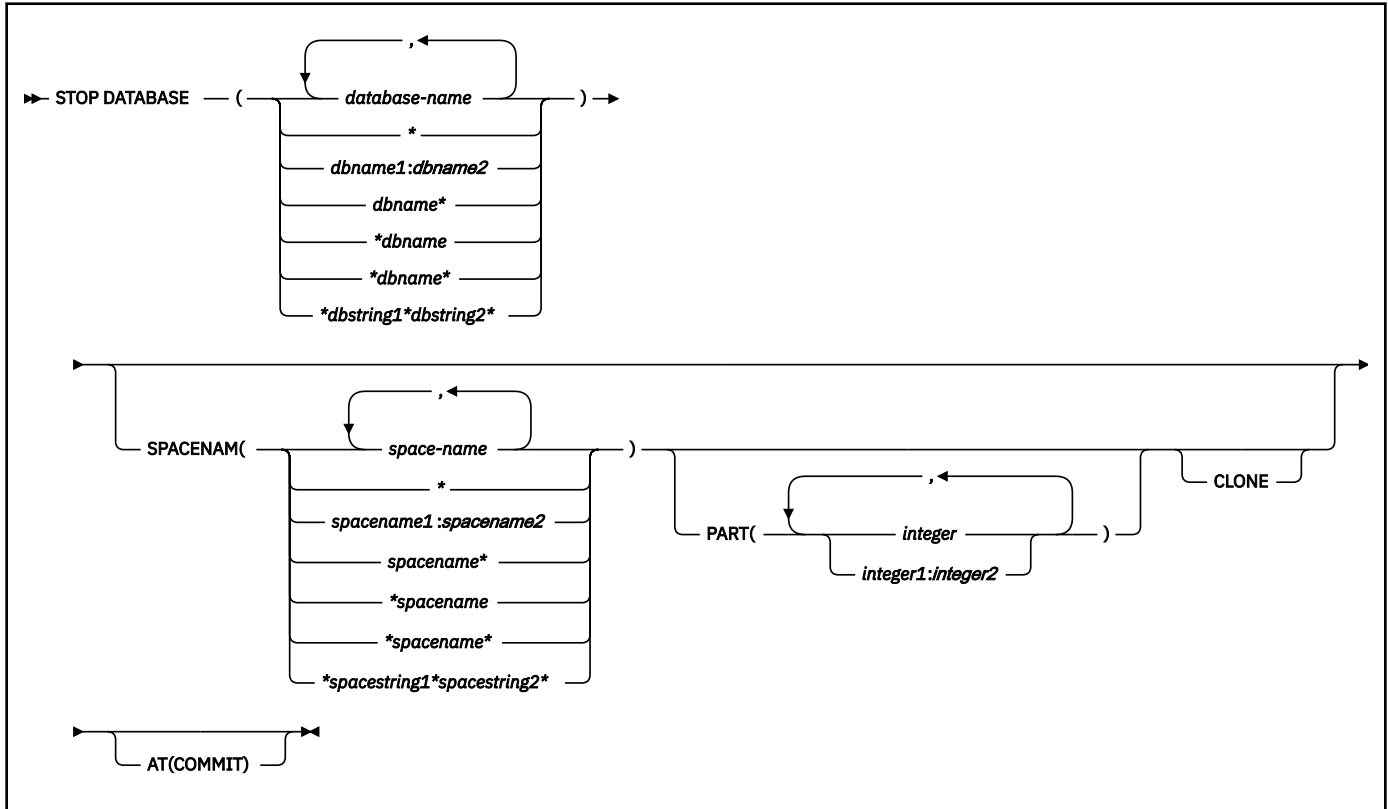 ,
STOP DATABASE ( database-name )
*
dbname1:dbname2
dbname*
*dbname
*dbname*
*dbstring1*dbstring2*
,
SPACENAM( space-name )
*
spacename1:spacename2
spacename*
*spacename
*spacename*
*spacestring1*spacestring2*
,
PART( integer )
integer1:integer2
CLONE
AT(COMMIT)